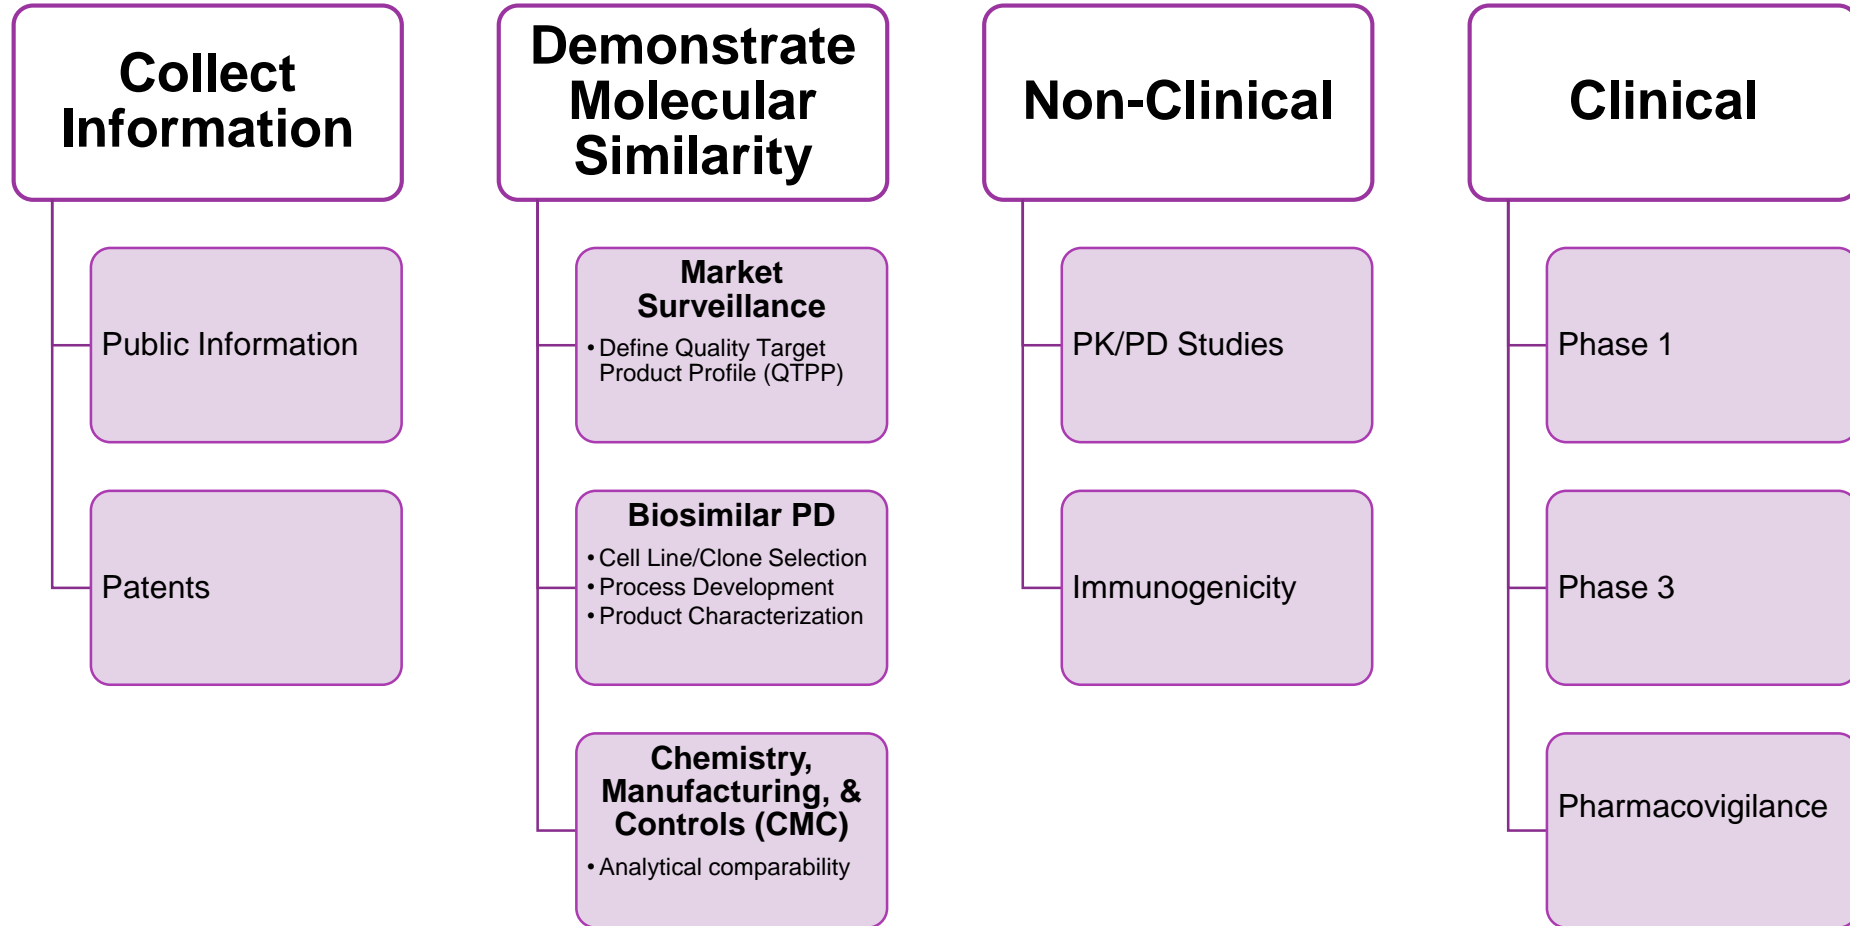 Collect
Information
Public Information
Patents
Demonstrate
Molecular
Similarity
Market
Surveillance
• Define Quality Target
Product Profile (QTPP)
Biosimilar PD
• Cell Line/Clone Selection
• Process Development
• Product Characterization
Chemistry,
Manufacturing, &
Controls (CMC)
• Analytical comparability
Non-Clinical
PK/PD Studies
Immunogenicity
Clinical
Phase 1
Phase 3
Pharmacovigilance